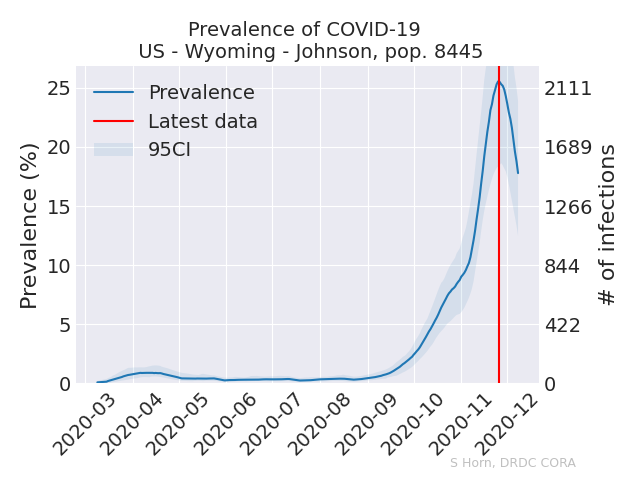 Prevalence of COVID-19
US - Wyoming - Johnson, pop. 8445
Prevalence
Latest data
95CI
Prevalence (%)
25
20
15
10
5
0
2111
1689
1266
844
422
0
# of infections
2020-03
2020-04
2020-05
2020-06
2020-07
2020-08
2020-09
2020-10
2020-11
2020-12
S Horn, DRDC CORA